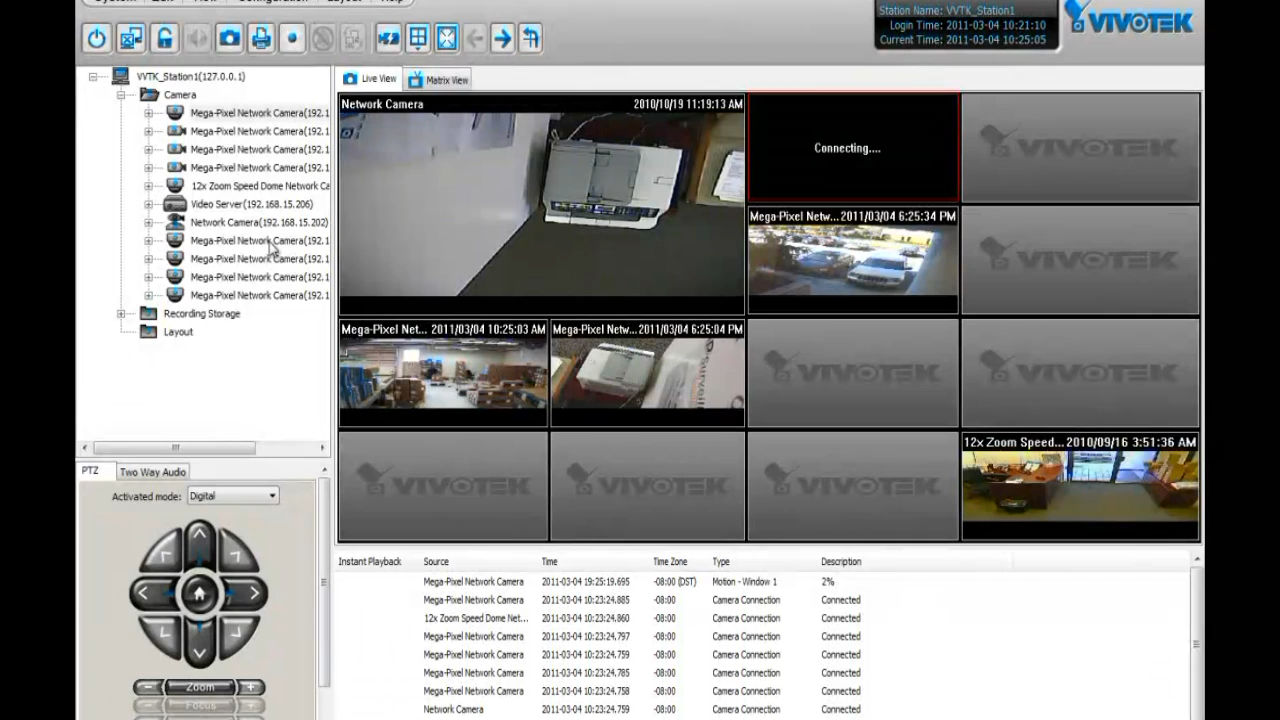 System Edit View Configuration Layout Help
Station Name: VVTK_Station1
Login Time: 2011-03-04 10:21:10
Current Time: 2011-03-04 10:25:05
VIVOTEK
VVTK_Station1(127.0.0.1)
Camera
Mega-Pixel Network Camera(192.1
Mega-Pixel Network Camera(192.1
Mega-Pixel Network Camera(192.1
Mega-Pixel Network Camera(192.1
12x Zoom Speed Dome Network Ca
Video Server(192.168.15.206)
Network Camera(192.168.15.202)
Mega-Pixel Network Camera(192.1
Mega-Pixel Network Camera(192.1
Mega-Pixel Network Camera(192.1
Mega-Pixel Network Camera(192.1
Recording Storage
Layout
Live View Matrix View
Network Camera 2010/10/19 11:19:13 AM
Connecting....
VIVOTEK
Mega-Pixel Netw... 2011/03/04 6:25:34 PM
VIVOTEK
Mega-Pixel Net... 2011/03/04 10:25:03 AM
Mega-Pixel Netw... 2011/03/04 6:25:04 PM
VIVOTEK
VIVOTEK
VIVOTEK
VIVOTEK
VIVOTEK
12x Zoom Speed... 2010/09/16 3:51:36 AM
PTZ Two Way Audio
Activated mode: Digital
Zoom
Focus
Instant Playback Source Time Time Zone Type Description
Mega-Pixel Network Camera 2011-03-04 19:25:19.695 -08:00 (DST) Motion - Window 1 2%
Mega-Pixel Network Camera 2011-03-04 10:23:24.885 -08:00 Camera Connection Connected
12x Zoom Speed Dome Net... 2011-03-04 10:23:24.860 -08:00 Camera Connection Connected
Mega-Pixel Network Camera 2011-03-04 10:23:24.797 -08:00 Camera Connection Connected
Mega-Pixel Network Camera 2011-03-04 10:23:24.759 -08:00 Camera Connection Connected
Mega-Pixel Network Camera 2011-03-04 10:23:24.785 -08:00 Camera Connection Connected
Mega-Pixel Network Camera 2011-03-04 10:23:24.758 -08:00 Camera Connection Connected
Network Camera 2011-03-04 10:23:24.759 -08:00 Camera Connection Connected